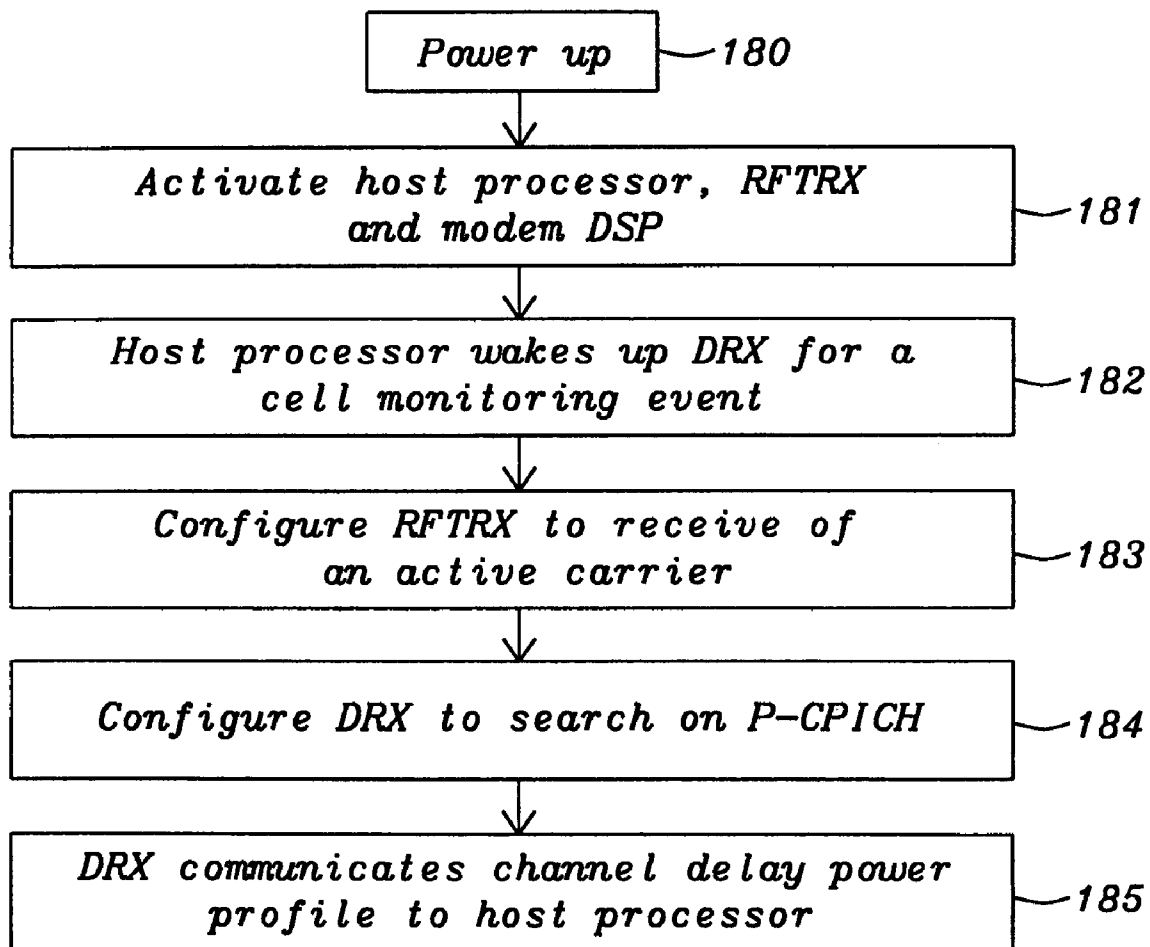 Power up
180
Activate host processor, RFTRX
and modem DSP
181
Host processor wakes up DRX for a
cell monitoring event
182
Configure RFTRX to receive of
an active carrier
183
Configure DRX to search on P-CPICH
184
DRX communicates channel delay power
profile to host processor
185